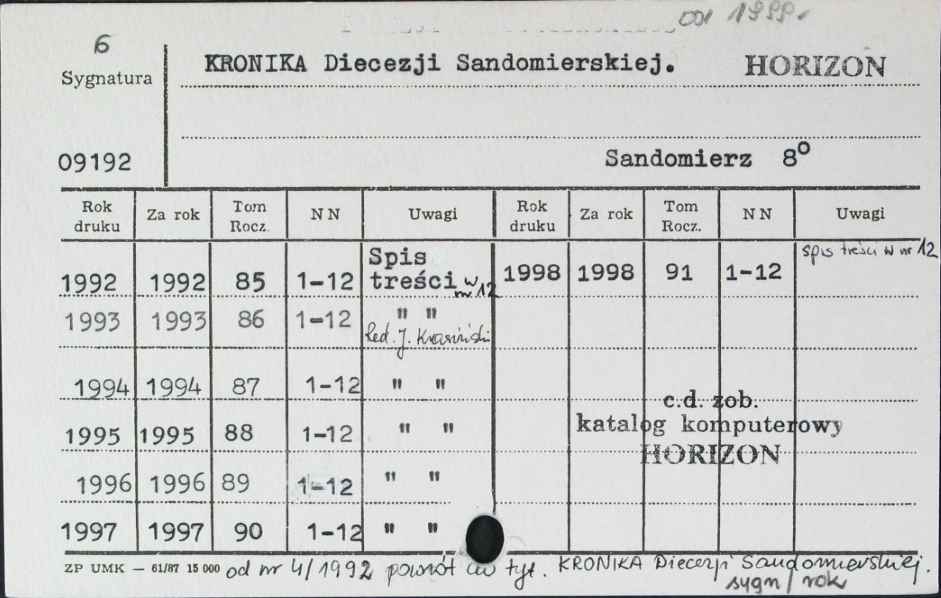 od 1999r
6
Sygnatura
KRONIKA Diecezji Sandomierskiej. HORIZON
09192
Sandomierz 8⁰
Rok druku Za rok Tom Rocz. NN Uwagi Rok druku Za rok Tom Rocz. NN Uwagi
1992 1992 85 1-12 Spis treści w nr 12 1998 1998 91 1-12 spis treści w nr 12
1993 1993 86 1-12 " " Red. J. Krasiński
1994 1994 87 1-12 " "
1995 1995 88 1-12 " "
1996 1996 89 1-12 " "
1997 1997 90 1-12 " "
c.d. zob.
katalog komputerowy
HORIZON
ZP UMK — 61/87 15 000 od nr 4/1992 powrót do tyt. KRONIKA Diecezji Sandomierskiej.
sygn/rok